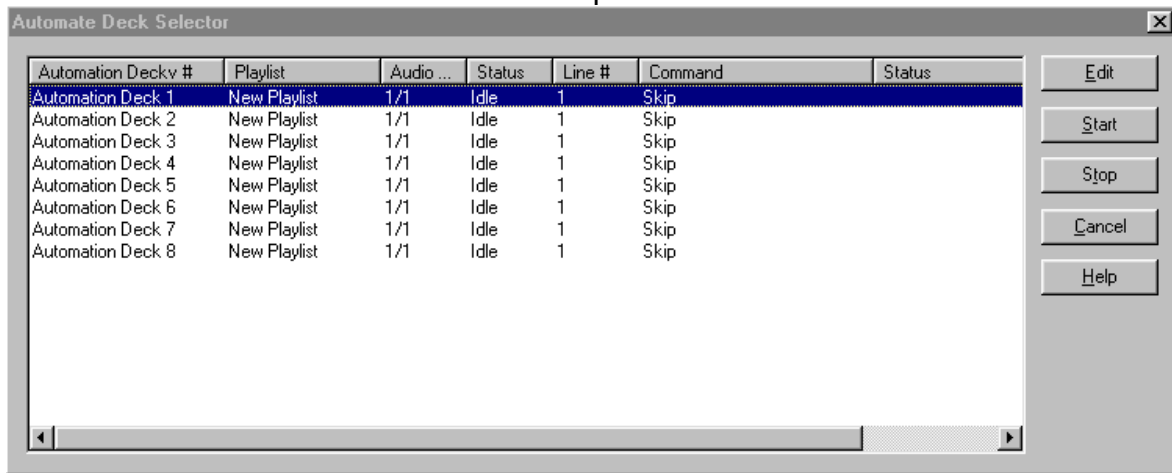 Automate Deck Selector
Automation Deckv # Playlist Audio ... Status Line # Command Status
Automation Deck 1 New Playlist 1/1 Idle 1 Skip
Automation Deck 2 New Playlist 1/1 Idle 1 Skip
Automation Deck 3 New Playlist 1/1 Idle 1 Skip
Automation Deck 4 New Playlist 1/1 Idle 1 Skip
Automation Deck 5 New Playlist 1/1 Idle 1 Skip
Automation Deck 6 New Playlist 1/1 Idle 1 Skip
Automation Deck 7 New Playlist 1/1 Idle 1 Skip
Automation Deck 8 New Playlist 1/1 Idle 1 Skip
Edit
Start
Stop
Cancel
Help